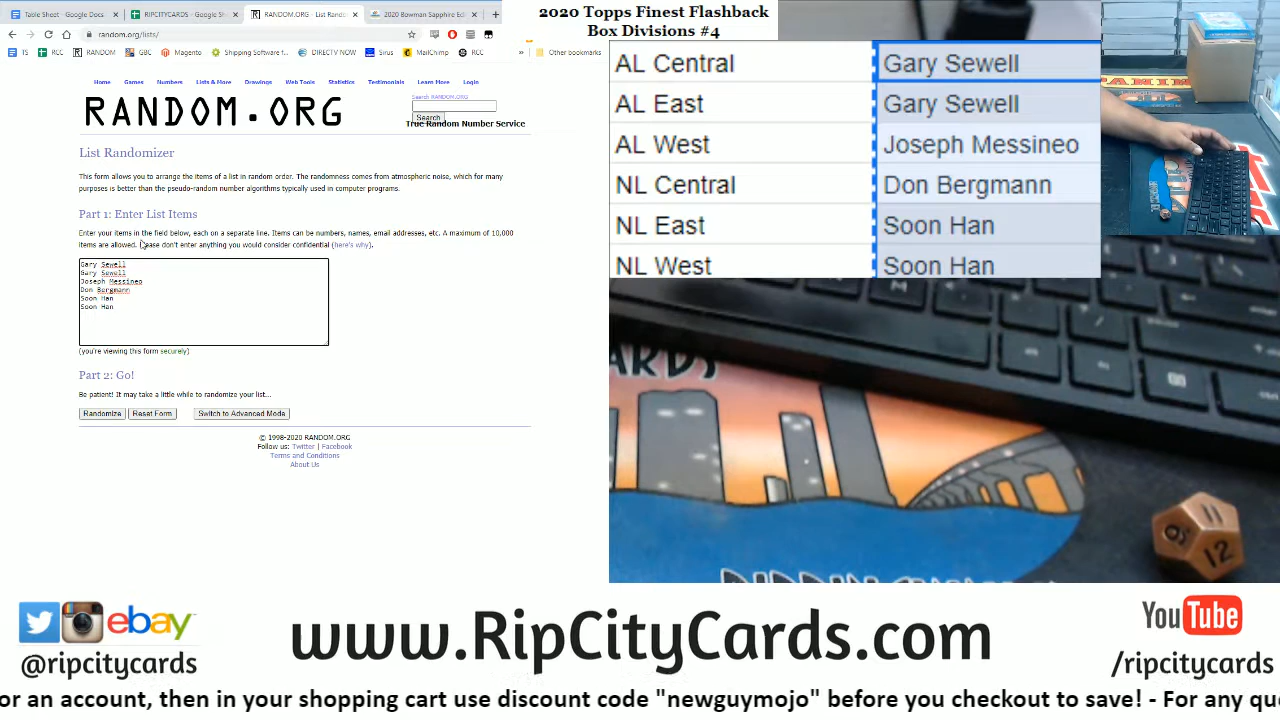 Table Sheet - Google Docs
RIPCITYCARDS - Google Sh
RANDOM.ORG - List Randomi
2020 Bowman Sapphire Edi
random.org/lists/
TS
RCC
RANDOM
GBC
Magento
Shipping Software f...
DIRECTV NOW
Sirus
MailChimp
RCC
»
Other bookmarks
Home Games Numbers Lists & More Drawings Web Tools Statistics Testimonials Learn More Login
RANDOM.ORG
Search RANDOM.ORG
Search
True Random Number Service
List Randomizer
This form allows you to arrange the items of a list in random order. The randomness comes from atmospheric noise, which for many
purposes is better than the pseudo-random number algorithms typically used in computer programs.
Part 1: Enter List Items
Enter your items in the field below, each on a separate line. Items can be numbers, names, email addresses, etc. A maximum of 10,000
items are allowed. Please don't enter anything you would consider confidential (here's why).
Gary Sewell
Gary Sewell
Joseph Messineo
Don Bergmann
Soon Han
Soon Han
(you're viewing this form securely)
Part 2: Go!
Be patient! It may take a little while to randomize your list...
Randomize Reset Form Switch to Advanced Mode
© 1998-2020 RANDOM.ORG
Follow us: Twitter | Facebook
Terms and Conditions
About Us
2020 Topps Finest Flashback
Box Divisions #4
AL Central Gary Sewell
AL East Gary Sewell
AL West Joseph Messineo
NL Central Don Bergmann
NL East Soon Han
NL West Soon Han
CARDS
M
11
12
ebay
@ripcitycards
www.RipCityCards.com
YouTube
/ripcitycards
or an account, then in your shopping cart use discount code "newguymojo" before you checkout to save! - For any qu